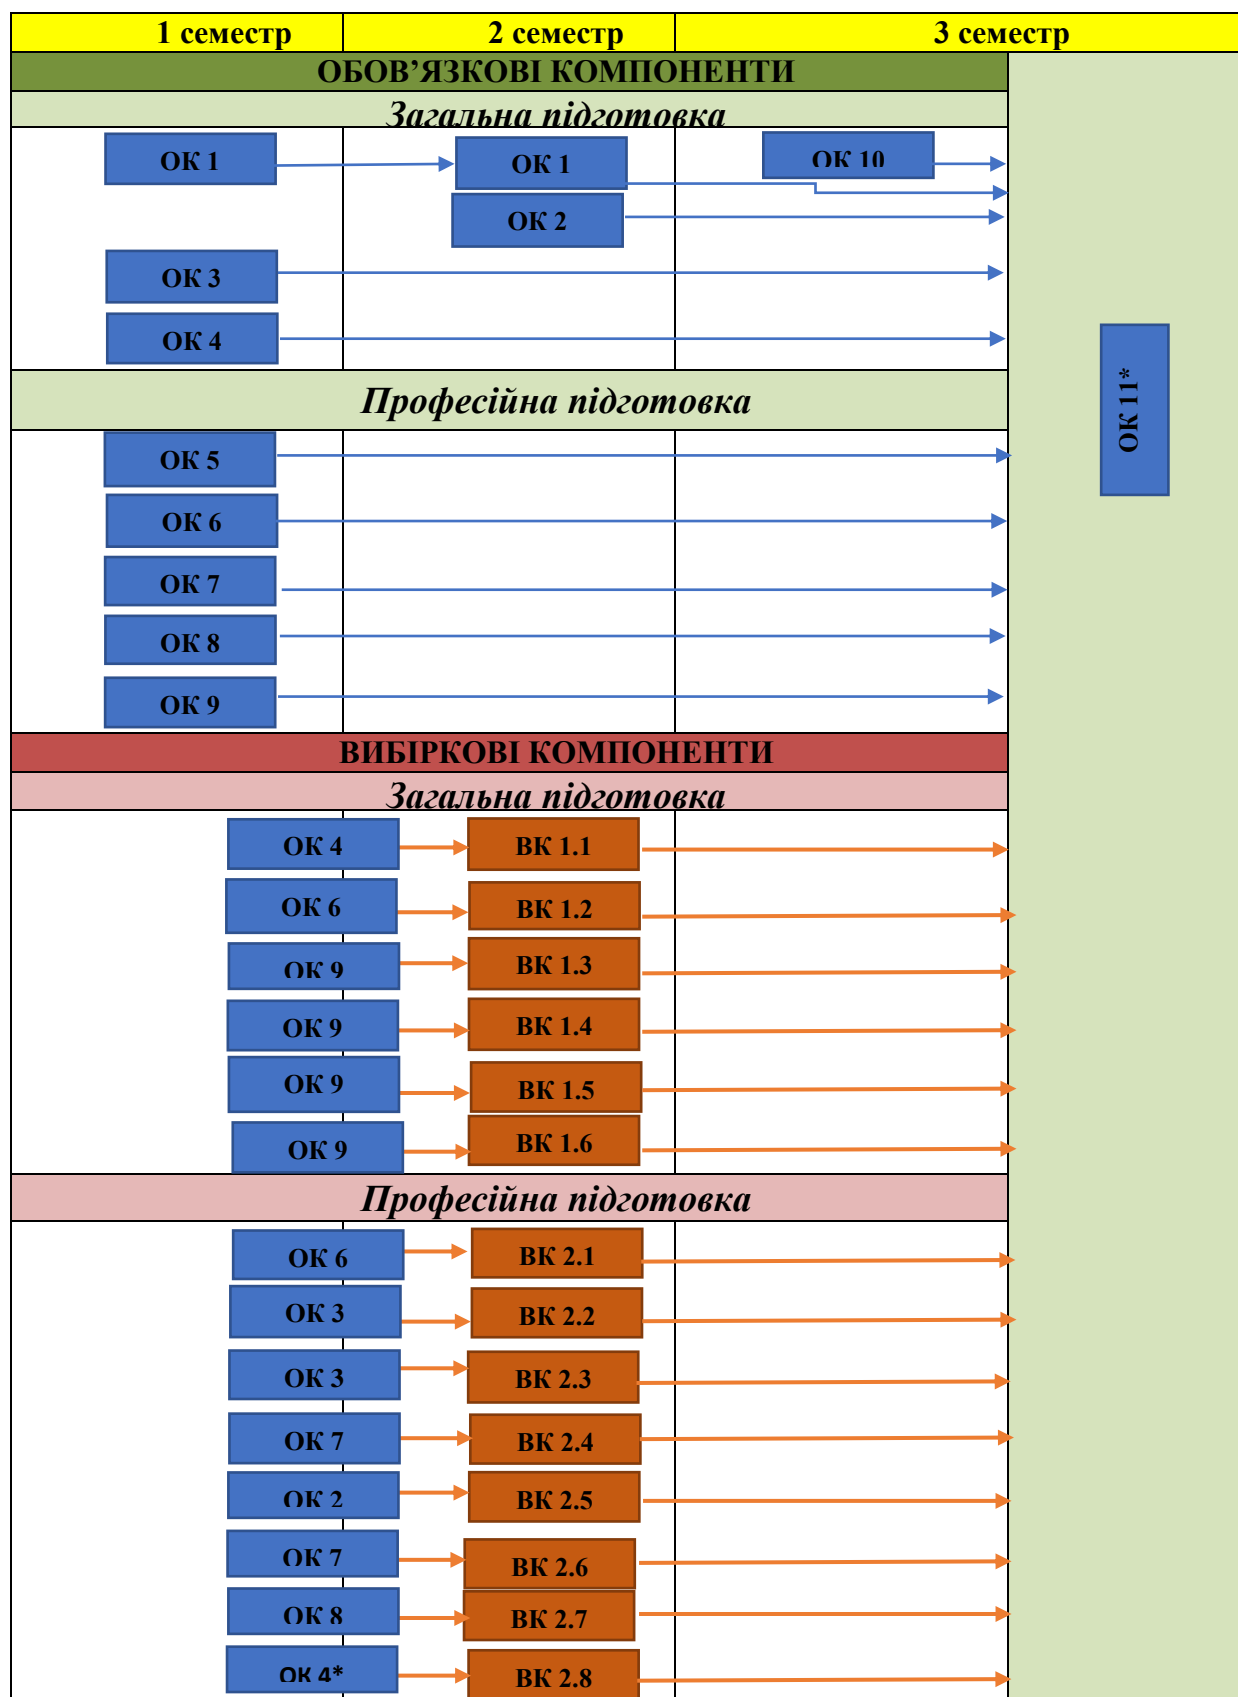 1 семестр 2 семестр 3 семестр
ОБОВ’ЯЗКОВІ КОМПОНЕНТИ
Загальна підготовка
ОК 1 ОК 1 ОК 10
ОК 2
ОК 3
ОК 4
ОК 11*
Професійна підготовка
ОК 5
ОК 6
ОК 7
ОК 8
ОК 9
ВИБІРКОВІ КОМПОНЕНТИ
Загальна підготовка
ОК 4 ВК 1.1
ОК 6 ВК 1.2
ОК 9 ВК 1.3
ОК 9 ВК 1.4
ОК 9 ВК 1.5
ОК 9 ВК 1.6
Професійна підготовка
ОК 6 ВК 2.1
ОК 3 ВК 2.2
ОК 3 ВК 2.3
ОК 7 ВК 2.4
ОК 2 ВК 2.5
ОК 7 ВК 2.6
ОК 8 ВК 2.7
ОК 4* ВК 2.8